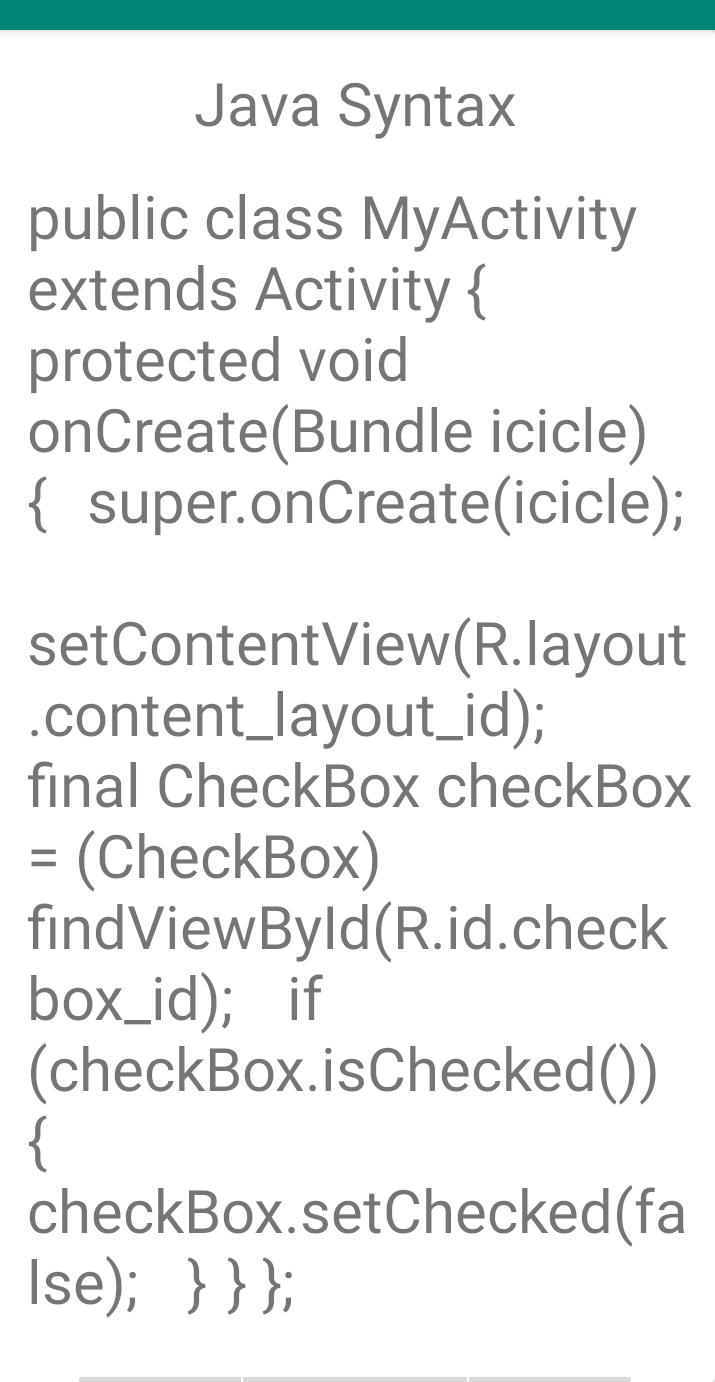 Java Syntax
public class MyActivity
extends Activity {
protected void
onCreate(Bundle icicle)
{   super.onCreate(icicle);
setContentView(R.layout
.content_layout_id);
final CheckBox checkBox
= (CheckBox)
findViewById(R.id.check
box_id);    if
(checkBox.isChecked())
{
checkBox.setChecked(fa
lse);    } } };